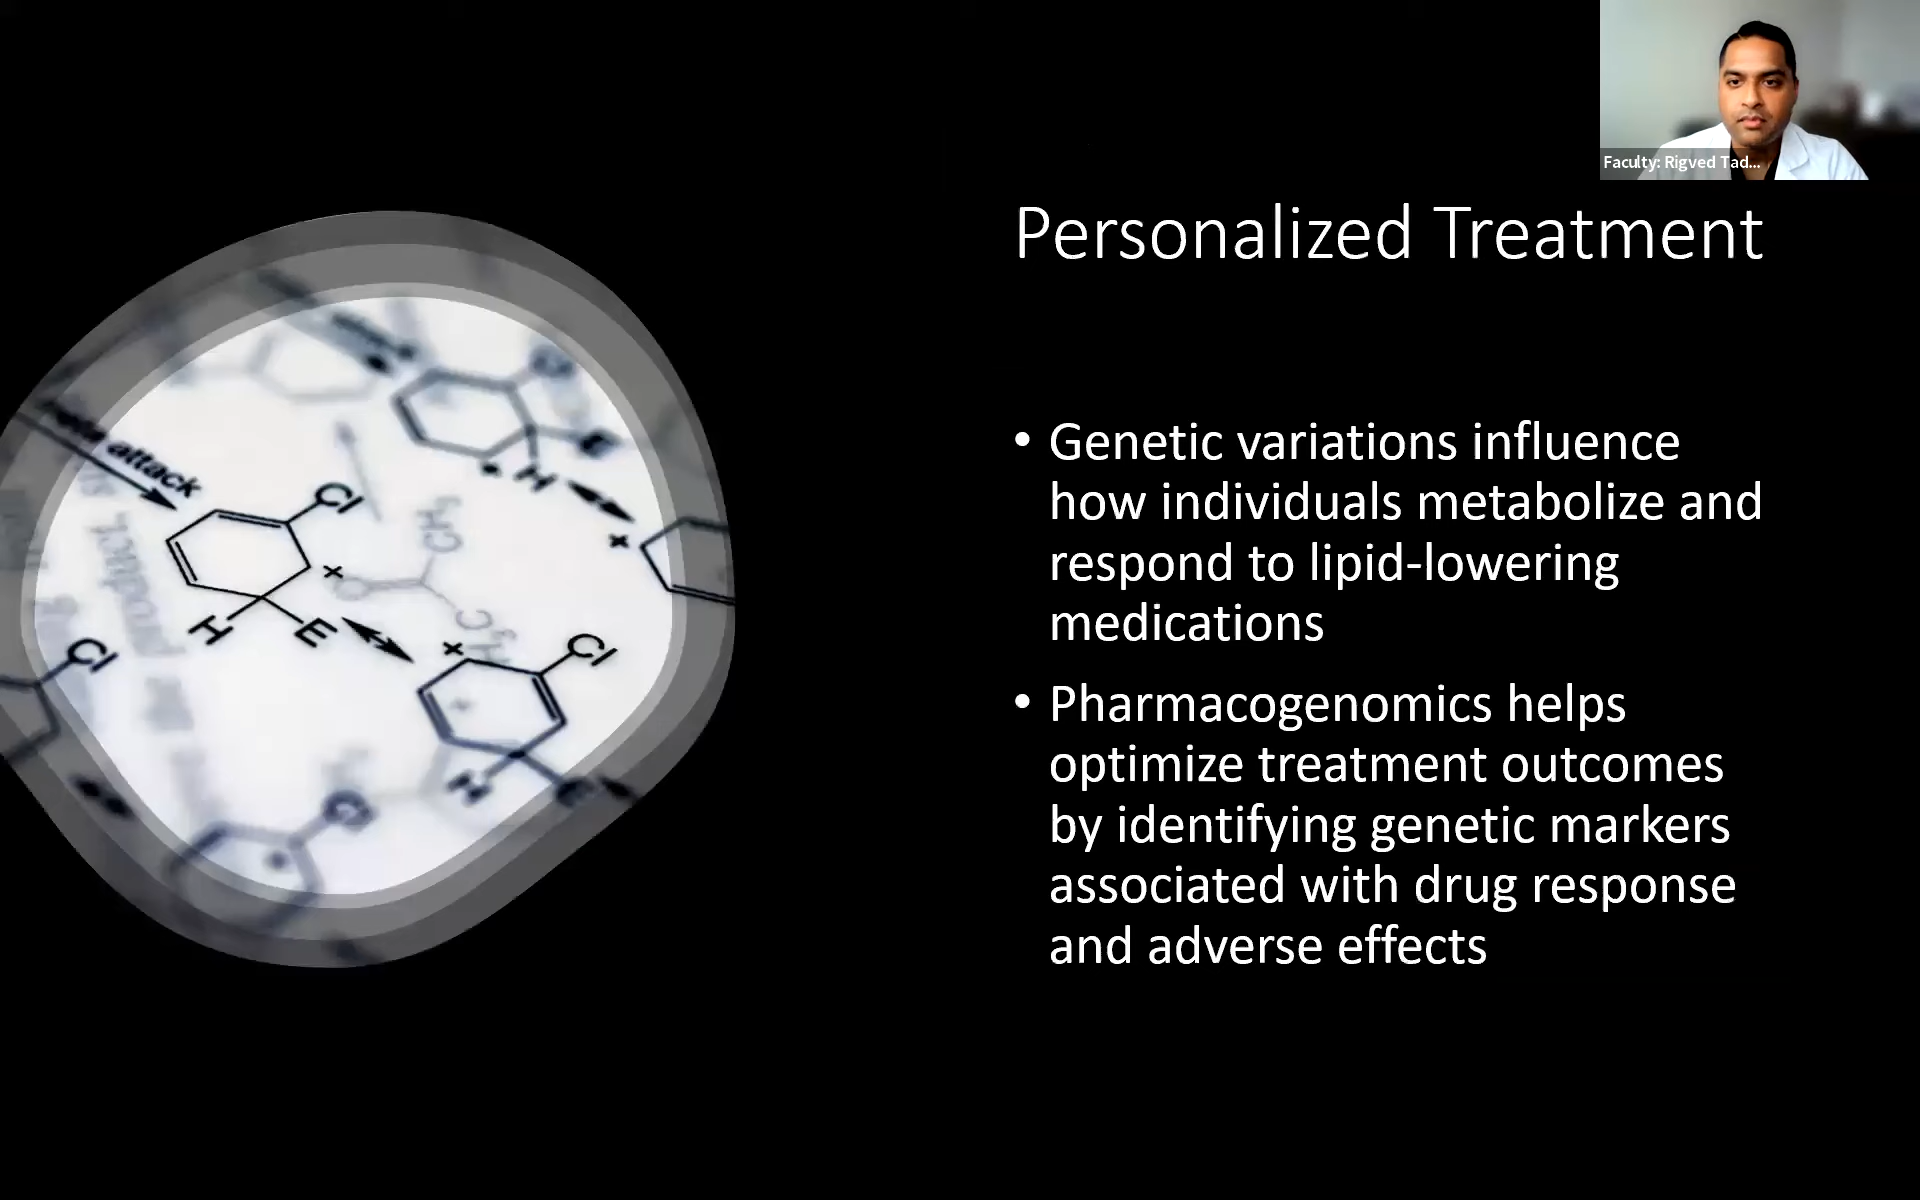 Faculty: Rigved Tad...
Personalized Treatment
• Genetic variations influence
how individuals metabolize and
respond to lipid-lowering
medications
• Pharmacogenomics helps
optimize treatment outcomes
by identifying genetic markers
associated with drug response
and adverse effects
attack
Cl
H
E
H
E
Cl
Cl
H
CH3